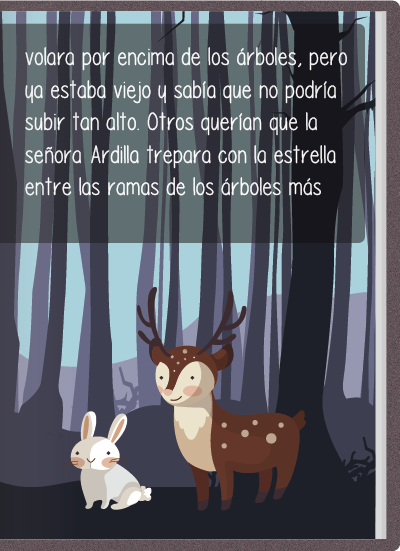 volara por encima de los árboles, pero
ya estaba viejo y sabía que no podría
subir tan alto. Otros querían que la
señora Ardilla trepara con la estrella
entre las ramas de los árboles más